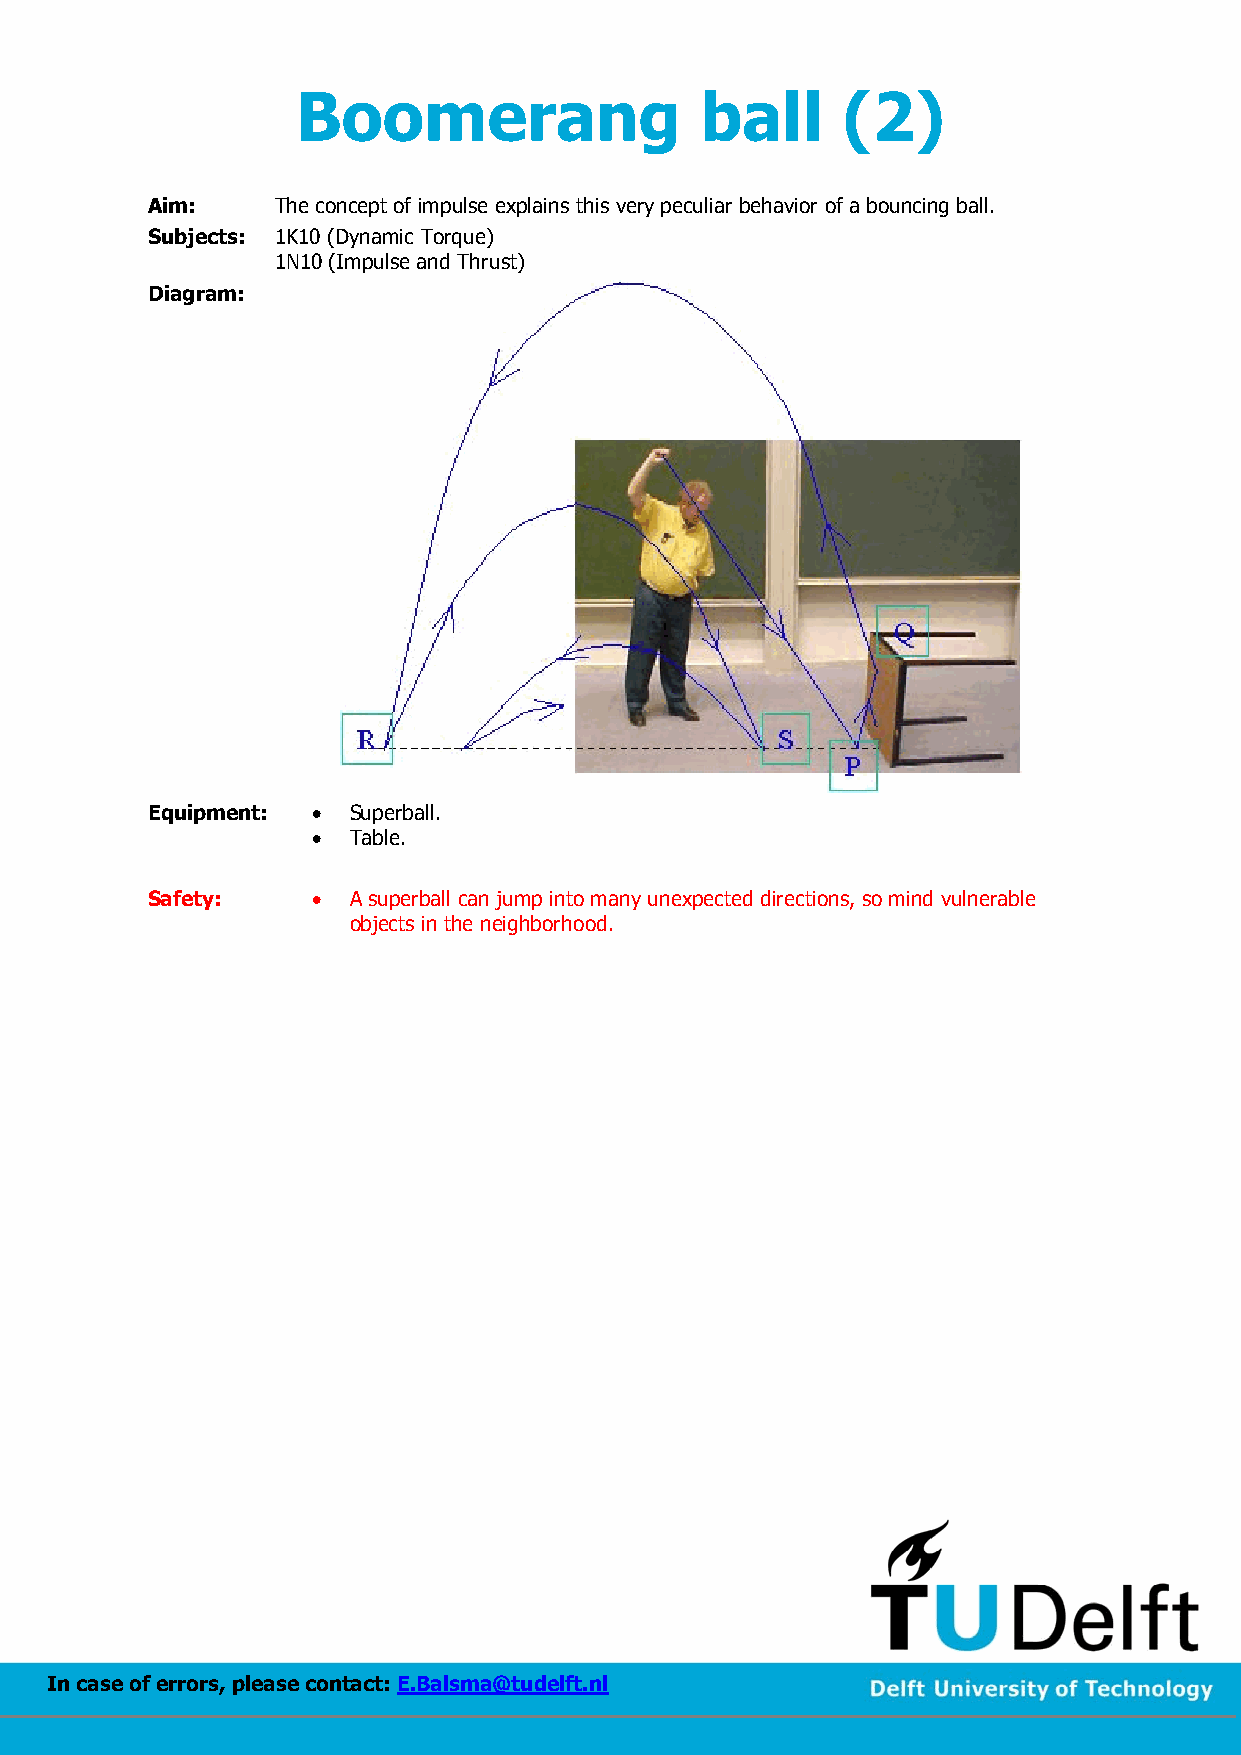 Boomerang ball (2)
Aim: The concept of impulse explains this very peculiar behavior of a bouncing ball.
Subjects: 1K10 (Dynamic Torque)
1N10 (Impulse and Thrust)
Diagram:
Q
R
S
P
Equipment: • Superball.
• Table.
Safety: • A superball can jump into many unexpected directions, so mind vulnerable
objects in the neighborhood.
TUDelft
In case of errors, please contact: E.Balsma@tudelft.nl
Delft University of Technology